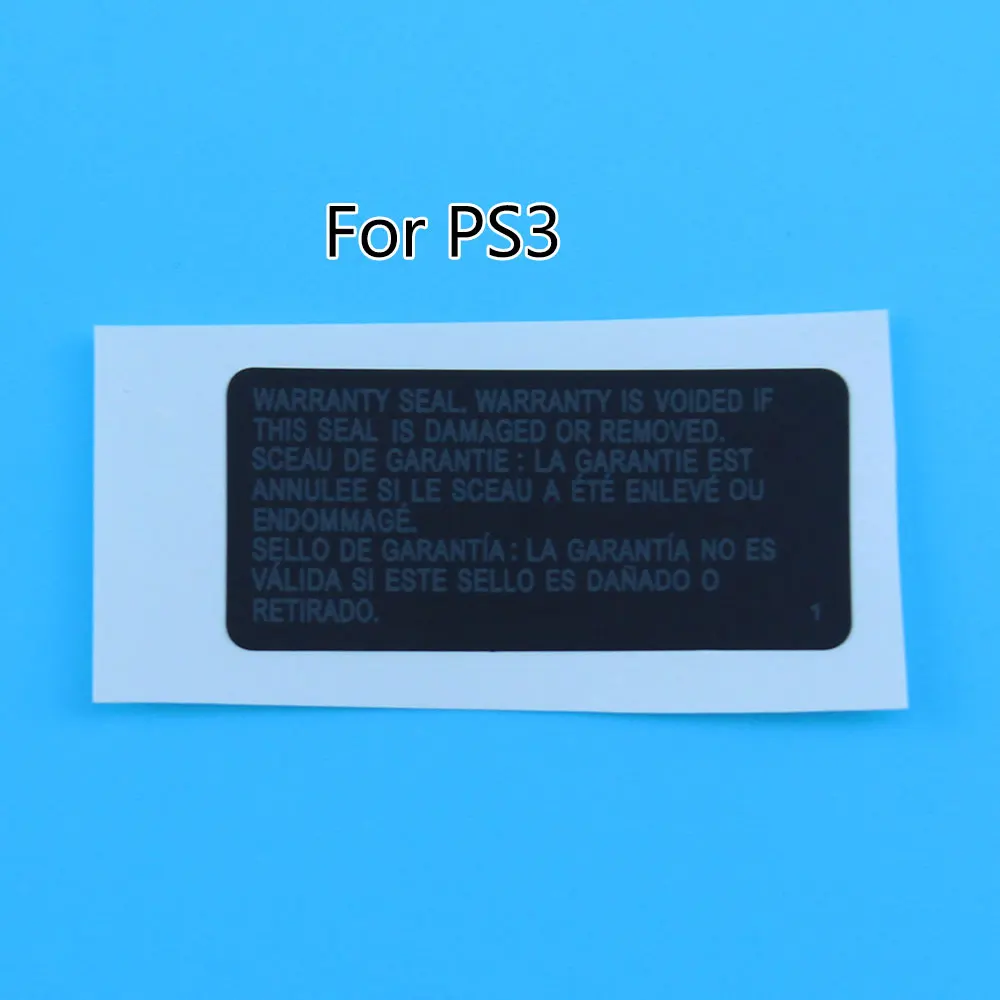 For PS3
WARRANTY SEAL. WARRANTY IS VOIDED IF
THIS SEAL IS DAMAGED OR REMOVED.
SCEAU DE GARANTIE : LA GARANTIE EST
ANNULEE SI LE SCEAU A ÉTÉ ENLEVÉ OU
ENDOMMAGÉ.
SELLO DE GARANTÍA : LA GARANTÍA NO ES
VÁLIDA SI ESTE SELLO ES DAÑADO O
RETIRADO.
1